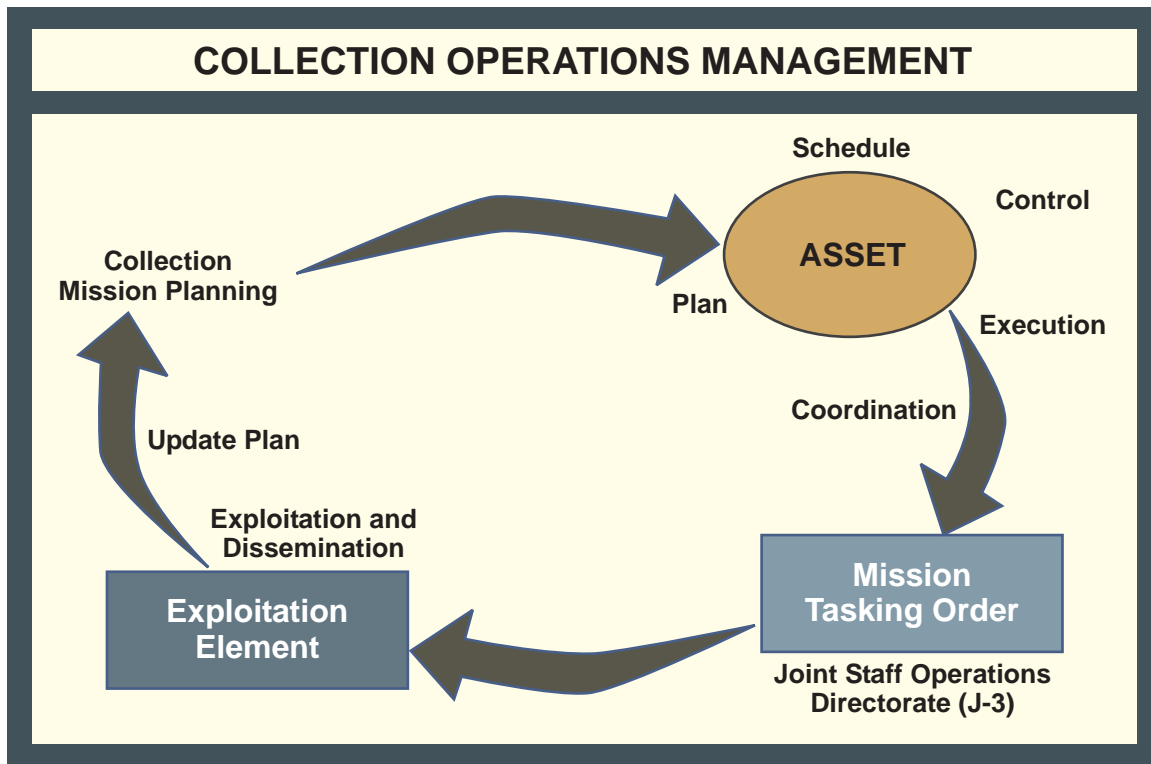 COLLECTION OPERATIONS MANAGEMENT
Schedule
Control
ASSET
Collection
Mission Planning
Plan
Execution
Coordination
Update Plan
Exploitation and
Dissemination
Mission
Tasking Order
Exploitation
Element
Joint Staff Operations
Directorate (J-3)